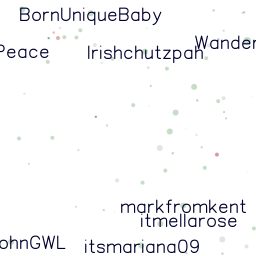 BornUniqueBaby
Wander
Peace
Irishchutzpah
markfromkent
itmellarose
ohnGWL
itsmariana09